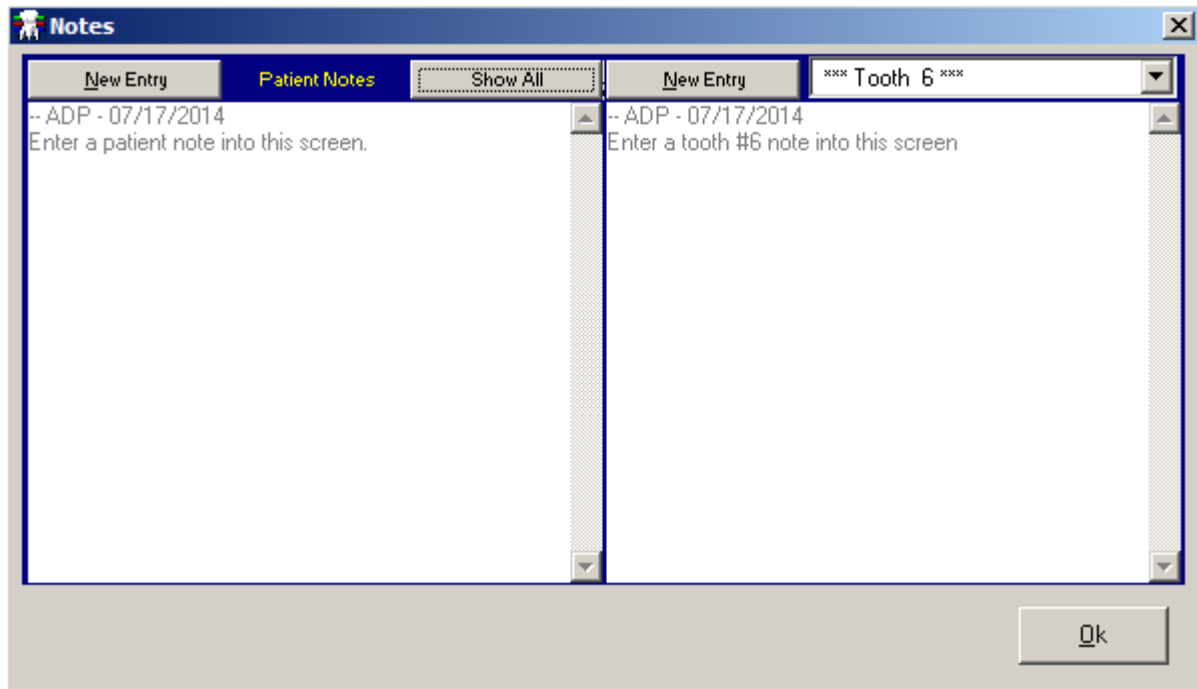 Notes
New Entry Patient Notes Show All New Entry *** Tooth 6 ***
-- ADP - 07/17/2014
Enter a patient note into this screen.
-- ADP - 07/17/2014
Enter a tooth #6 note into this screen
Ok